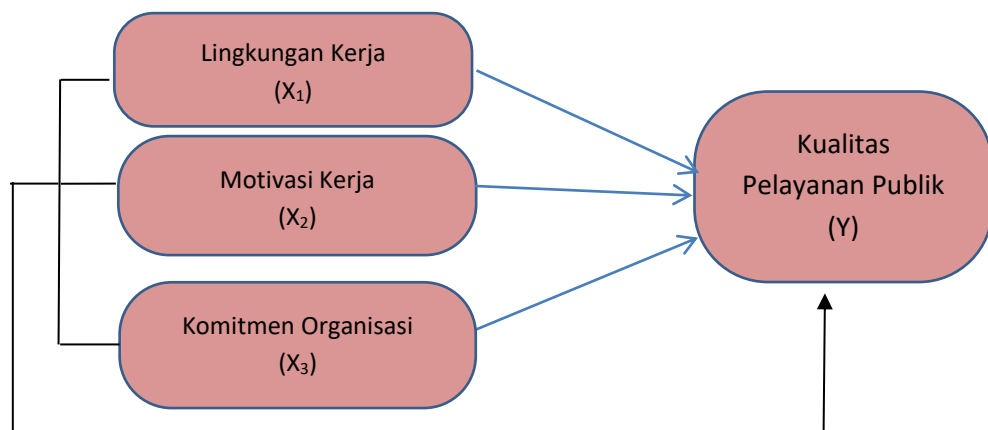 Lingkungan Kerja
(X₁)
Motivasi Kerja
(X₂)
Komitmen Organisasi
(X₃)
Kualitas
Pelayanan Publik
(Y)